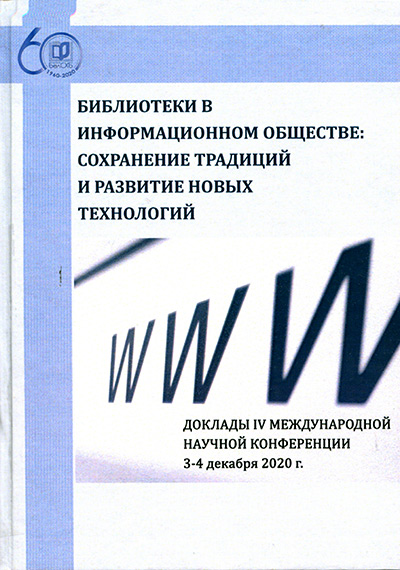 60
БелСХБ
1960-2020
БИБЛИОТЕКИ В
ИНФОРМАЦИОННОМ ОБЩЕСТВЕ:
СОХРАНЕНИЕ ТРАДИЦИЙ
И РАЗВИТИЕ НОВЫХ
ТЕХНОЛОГИЙ
WWW
ДОКЛАДЫ IV МЕЖДУНАРОДНОЙ
НАУЧНОЙ КОНФЕРЕНЦИИ
3-4 декабря 2020 г.